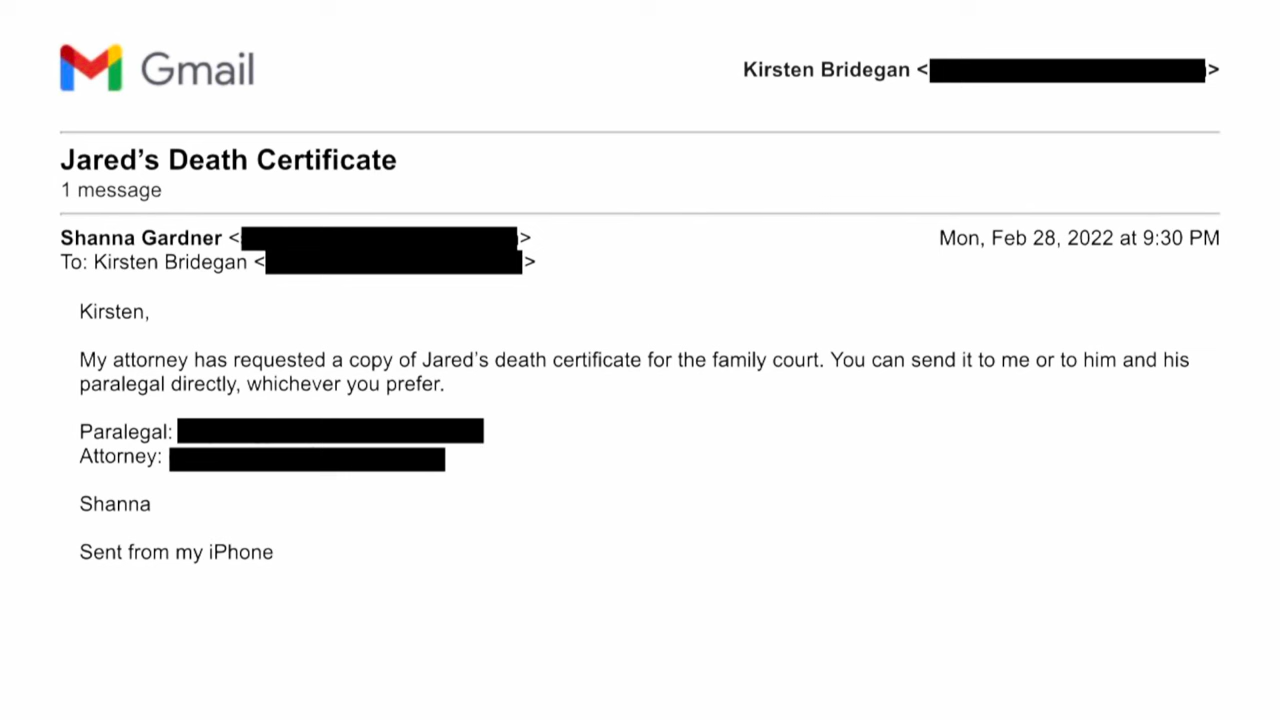 Gmail
Kirsten Bridegan < >
Jared's Death Certificate
1 message
Shanna Gardner < >
Mon, Feb 28, 2022 at 9:30 PM
To: Kirsten Bridegan < >
Kirsten,
My attorney has requested a copy of Jared's death certificate for the family court. You can send it to me or to him and his
paralegal directly, whichever you prefer.
Paralegal:
Attorney:
Shanna
Sent from my iPhone